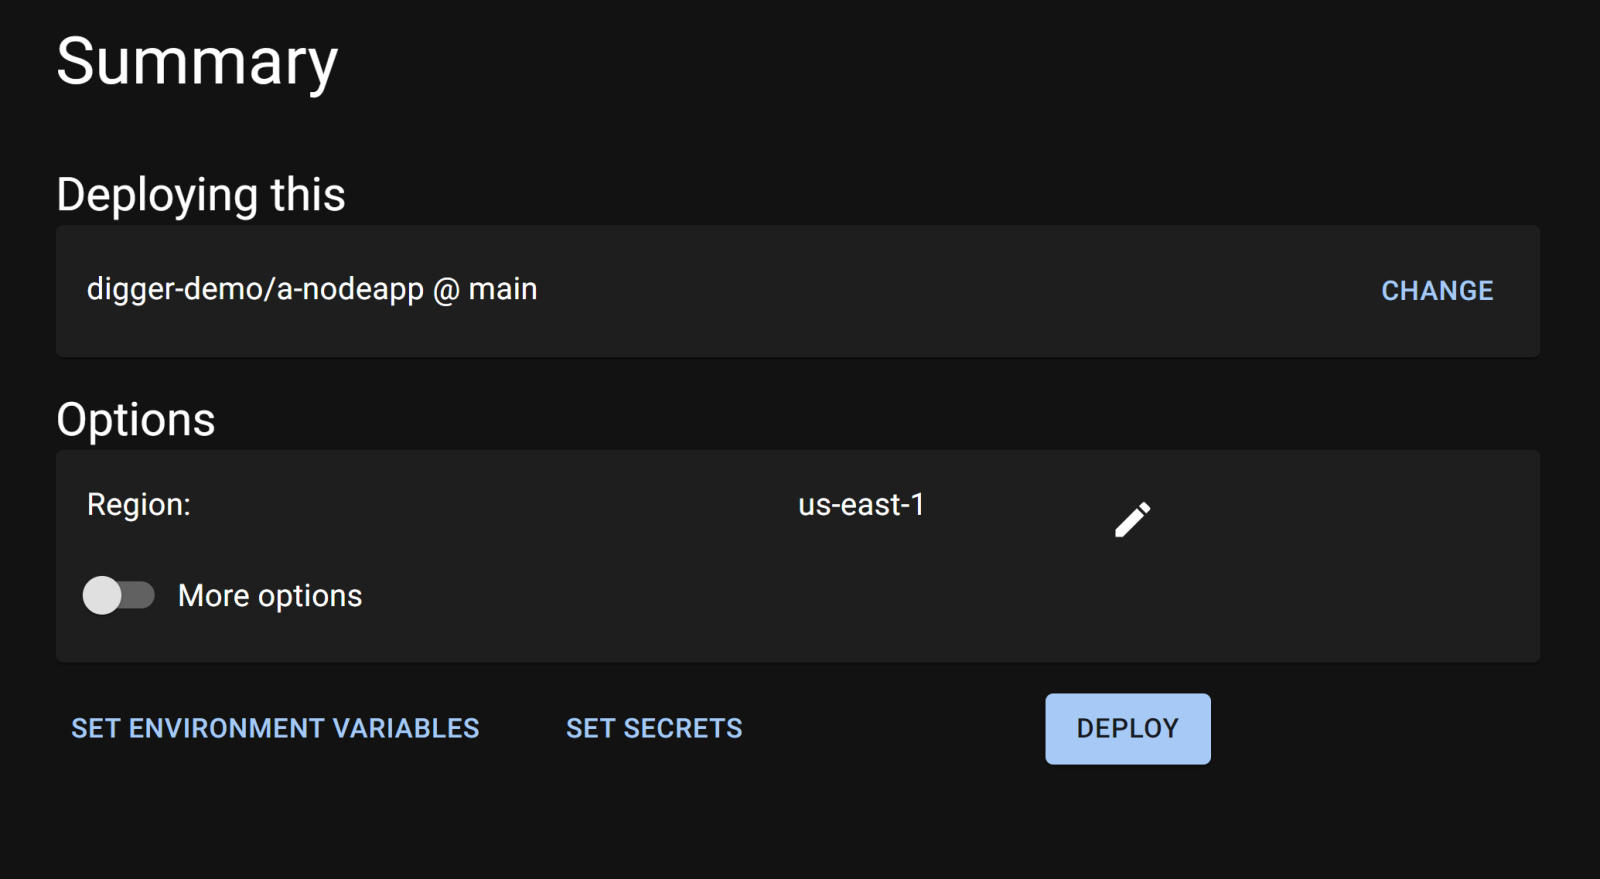 Summary
Deploying this
digger-demo/a-nodeapp @ main
CHANGE
Options
Region:
us-east-1
More options
SET ENVIRONMENT VARIABLES
SET SECRETS
DEPLOY